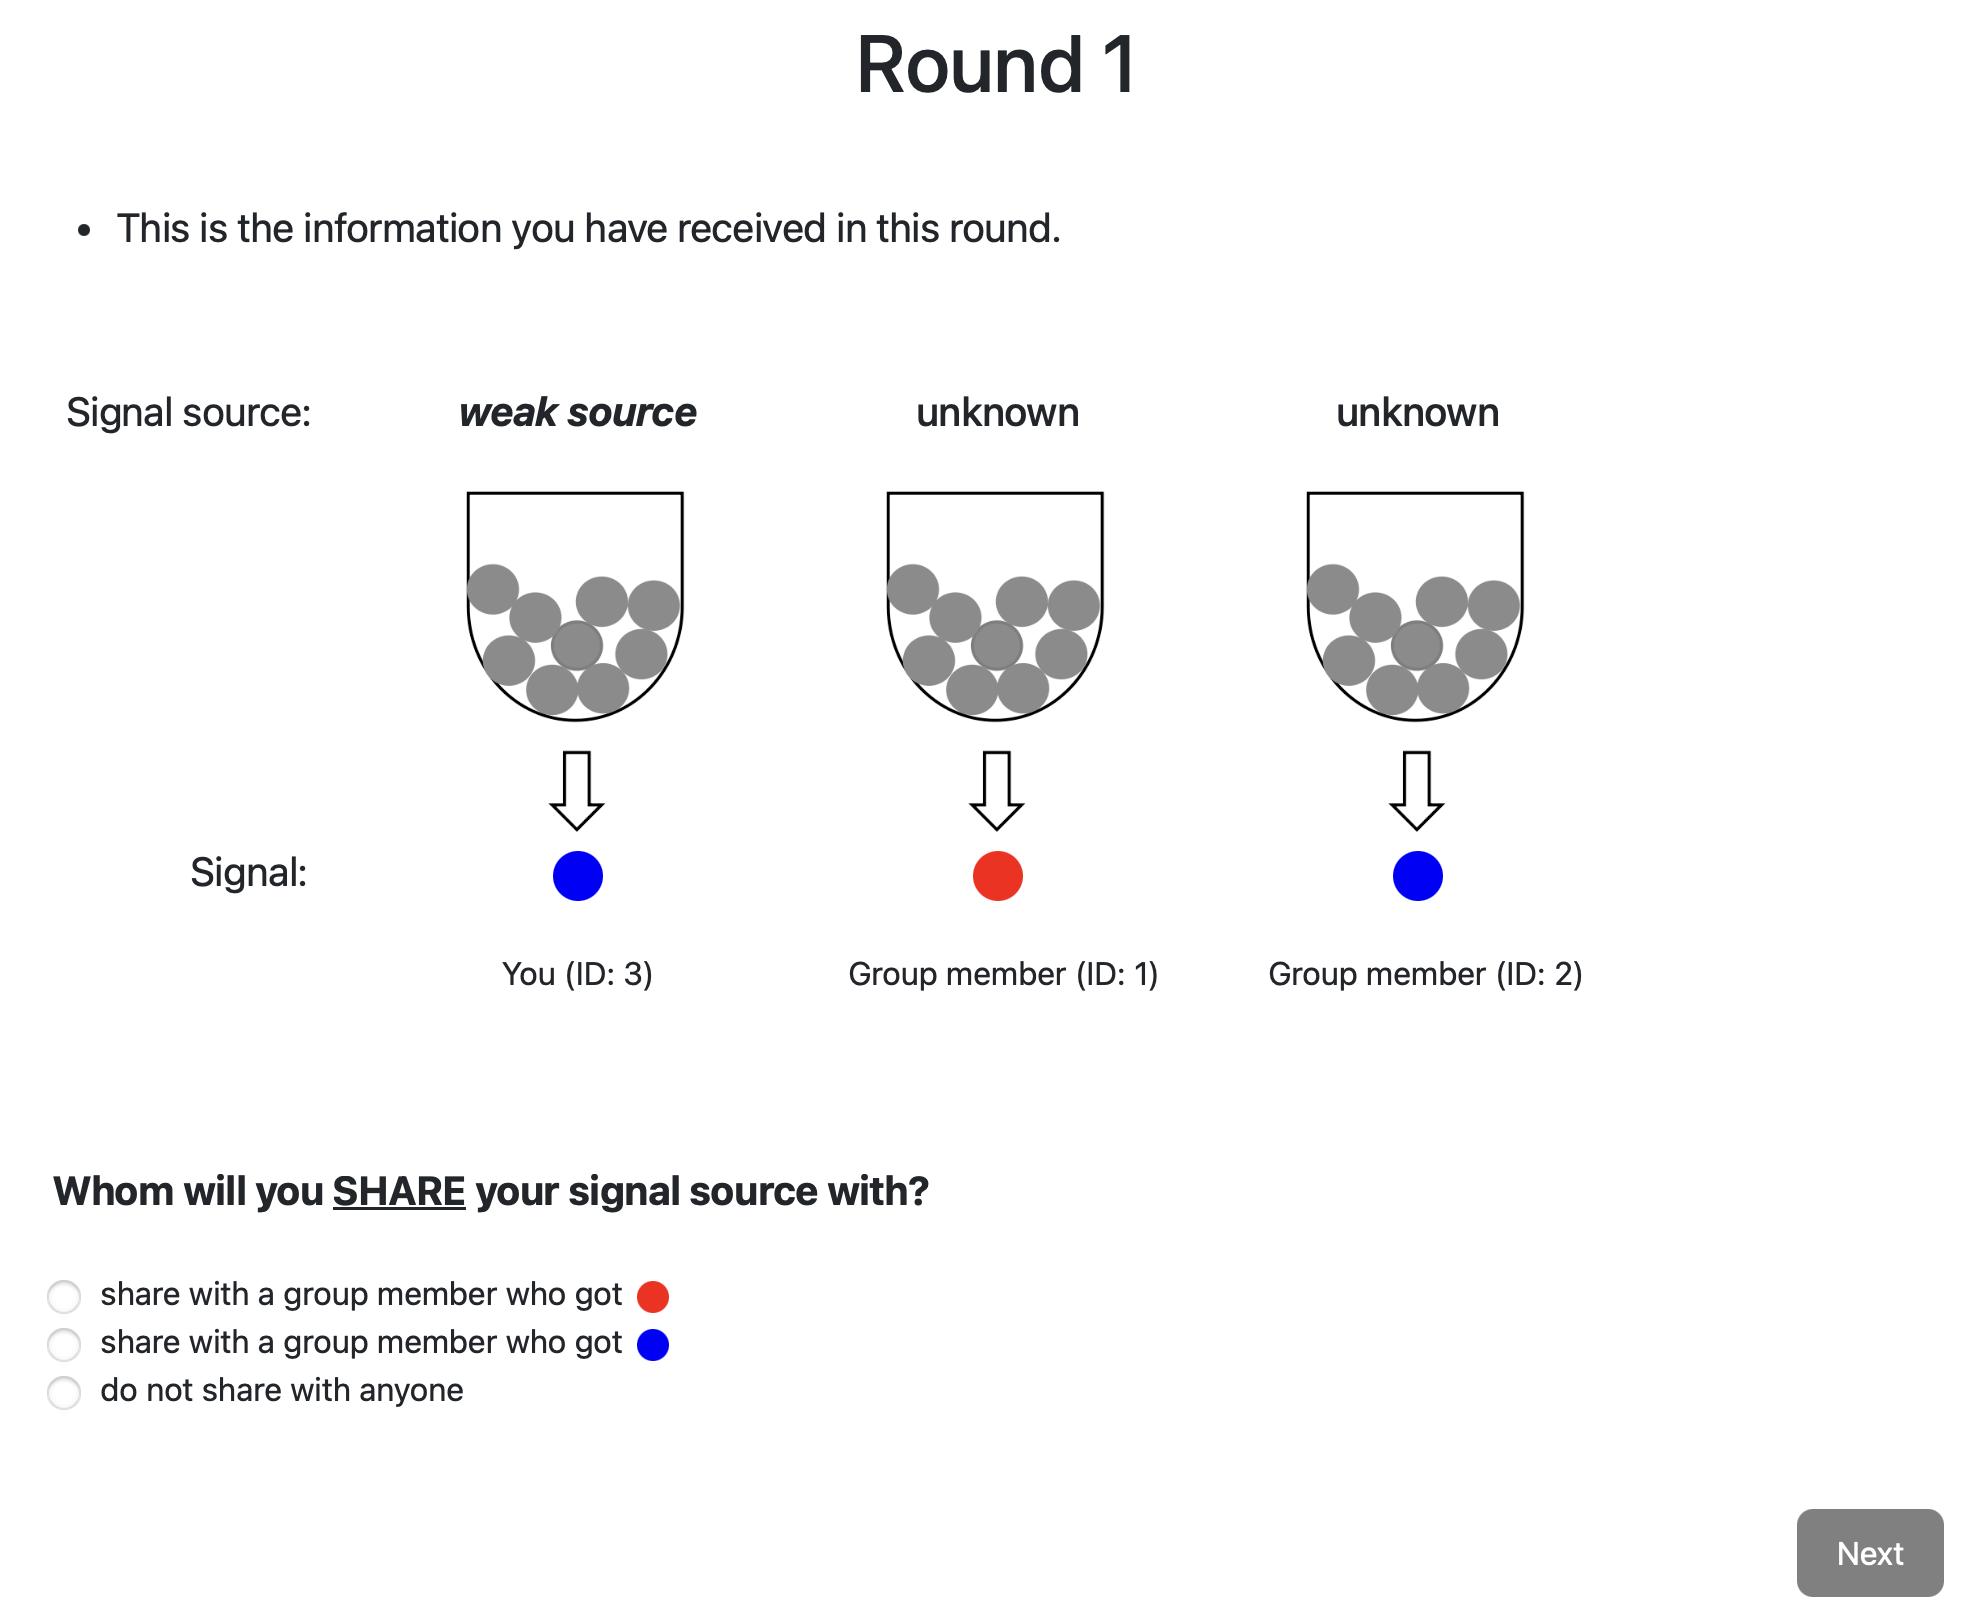 Round 1
• This is the information you have received in this round.
Signal source: weak source unknown unknown
Signal:
You (ID: 3) Group member (ID: 1) Group member (ID: 2)
Whom will you SHARE your signal source with?
share with a group member who got
share with a group member who got
do not share with anyone
Next